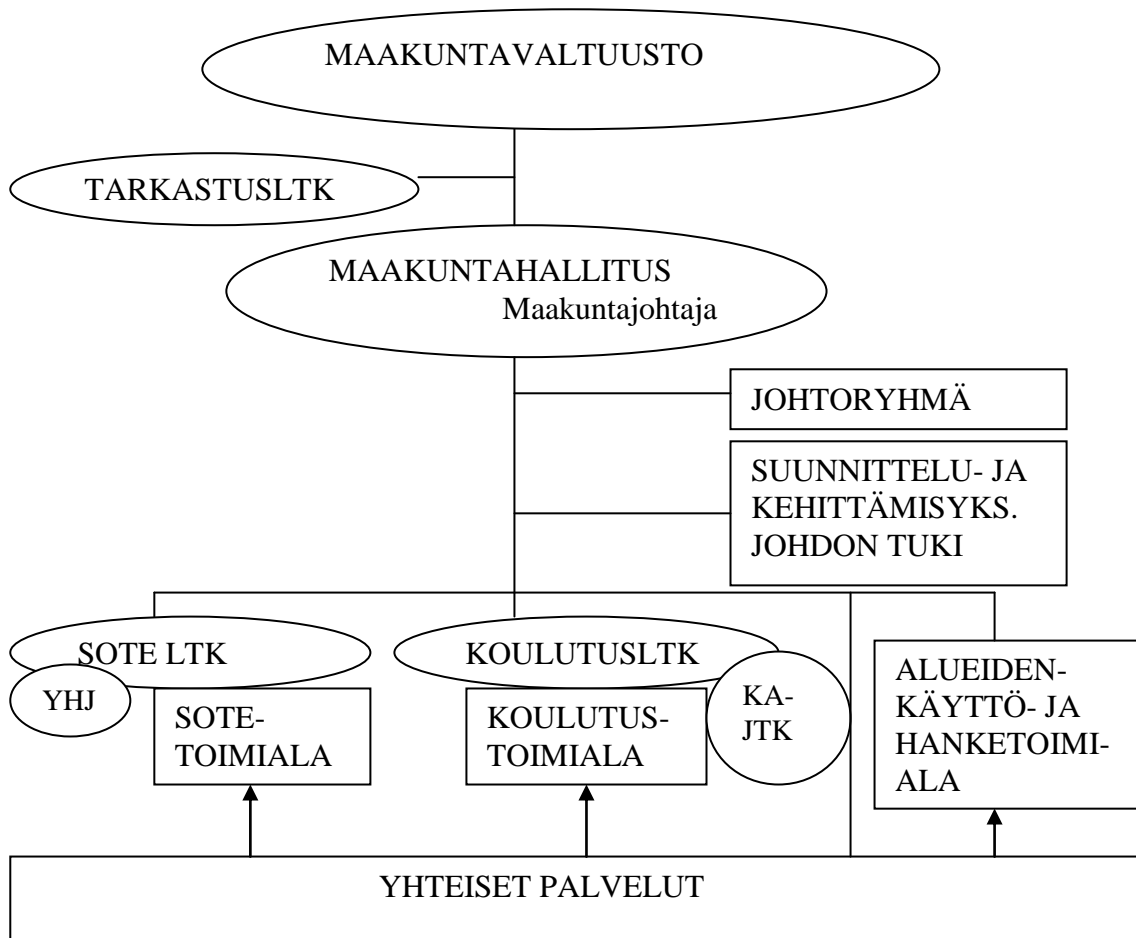 MAAKUNTAVALTUUSTO
TARKASTUSLTK
MAAKUNTAHALLITUS
Maakuntajohtaja
JOHTORYHMÄ
SUUNNITTELU- JA
KEHITTÄMISYKS.
JOHDON TUKI
SOTE LTK
YHJ
SOTE-
TOIMIALA
KOULUTUSLTK
KOULUTUS-
TOIMIALA
KA-
JTK
ALUEIDEN-
KÄYTTÖ- JA
HANKETOIMI-
ALA
YHTEISET PALVELUT